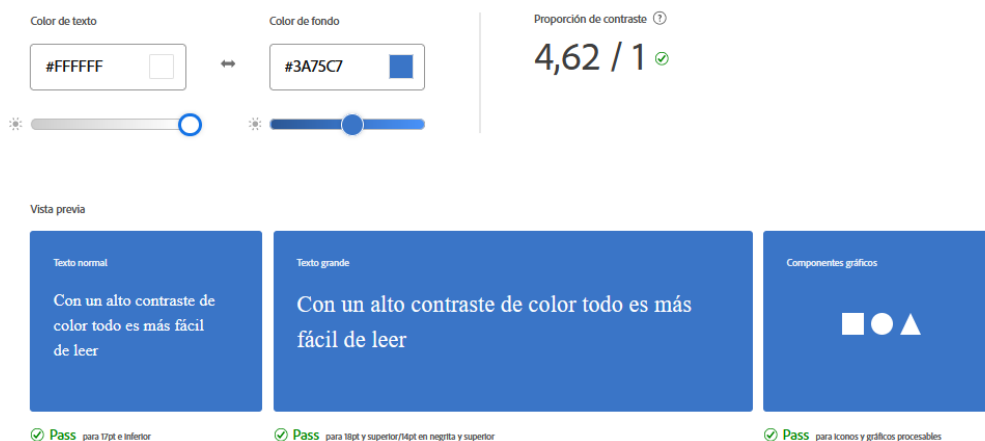 Color de texto
Color de fondo
Proporción de contraste ?
#FFFFFF
#3A75C7
4,62 / 1
Vista previa
Texto normal
Con un alto contraste de
color todo es más fácil
de leer
Texto grande
Con un alto contraste de color todo es más
fácil de leer
Componentes gráficos
Pass para 17pt e inferior
Pass para 18pt y superior/14pt en negrita y superior
Pass para iconos y gráficos procesables